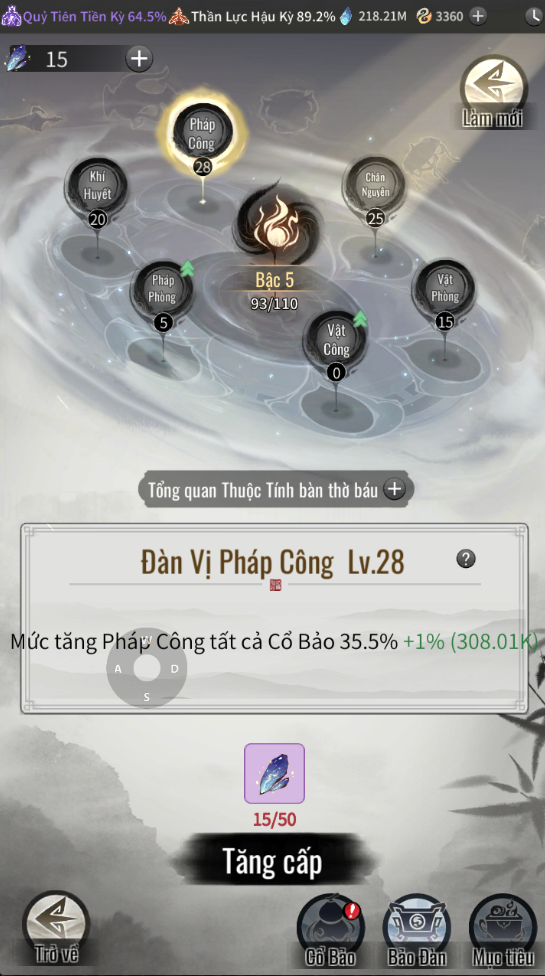 Quỷ Tiên Tiền Kỳ 64.5% Thần Lực Hậu Kỳ 89.2% 218.21M 3360
15
Làm mới
Pháp
Công
28
Khí
Huyết
20
Chân
Nguyên
25
Bậc 5
93/110
Pháp
Phòng
5
Vật
Phòng
15
Vật
Công
0
Tổng quan Thuộc Tính bàn thờ báu
Đàn Vị Pháp Công Lv.28
?
Mức tăng Pháp Công tất cả Cổ Bảo 35.5% +1% (308.01K)
W
A D
S
15/50
Tăng cấp
Trở về
Cổ Bảo
Bảo Đàn
Mục tiêu